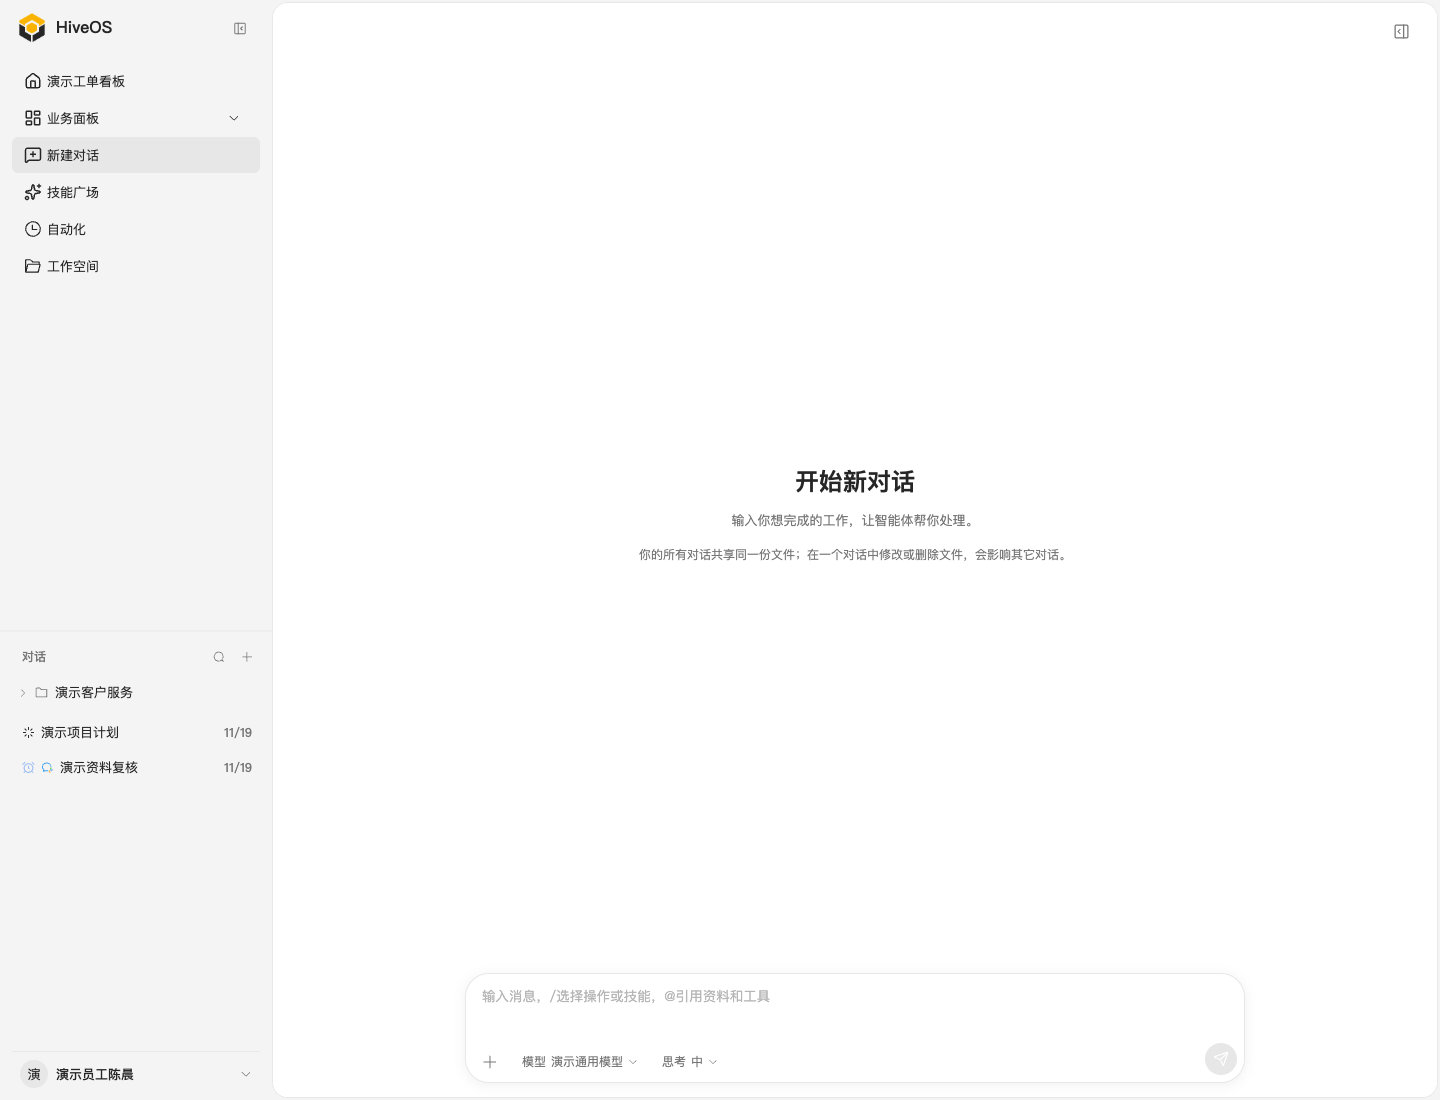 HiveOS
演示工单看板
业务面板
新建对话
技能广场
自动化
工作空间
对话
演示客户服务
演示项目计划 11/19
演示资料复核 11/19
演 演示员工陈晨
开始新对话
输入你想完成的工作，让智能体帮你处理。
你的所有对话共享同一份文件；在一个对话中修改或删除文件，会影响其它对话。
输入消息，/选择操作或技能，@引用资料和工具
模型 演示通用模型 思考 中